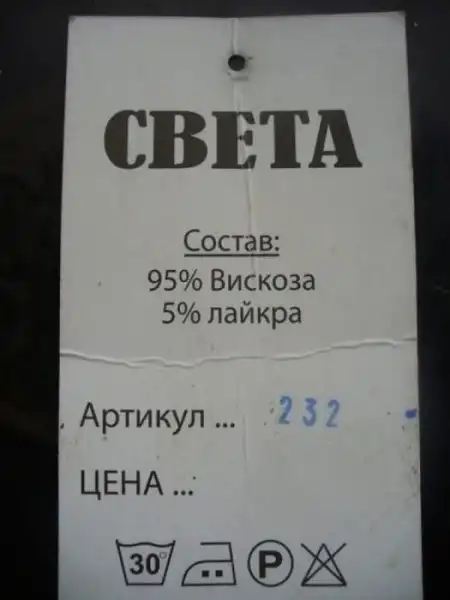 СВЕТА
Состав:
95% Вискоза
5% лайкра
Артикул ... 232
ЦЕНА ...
30° P